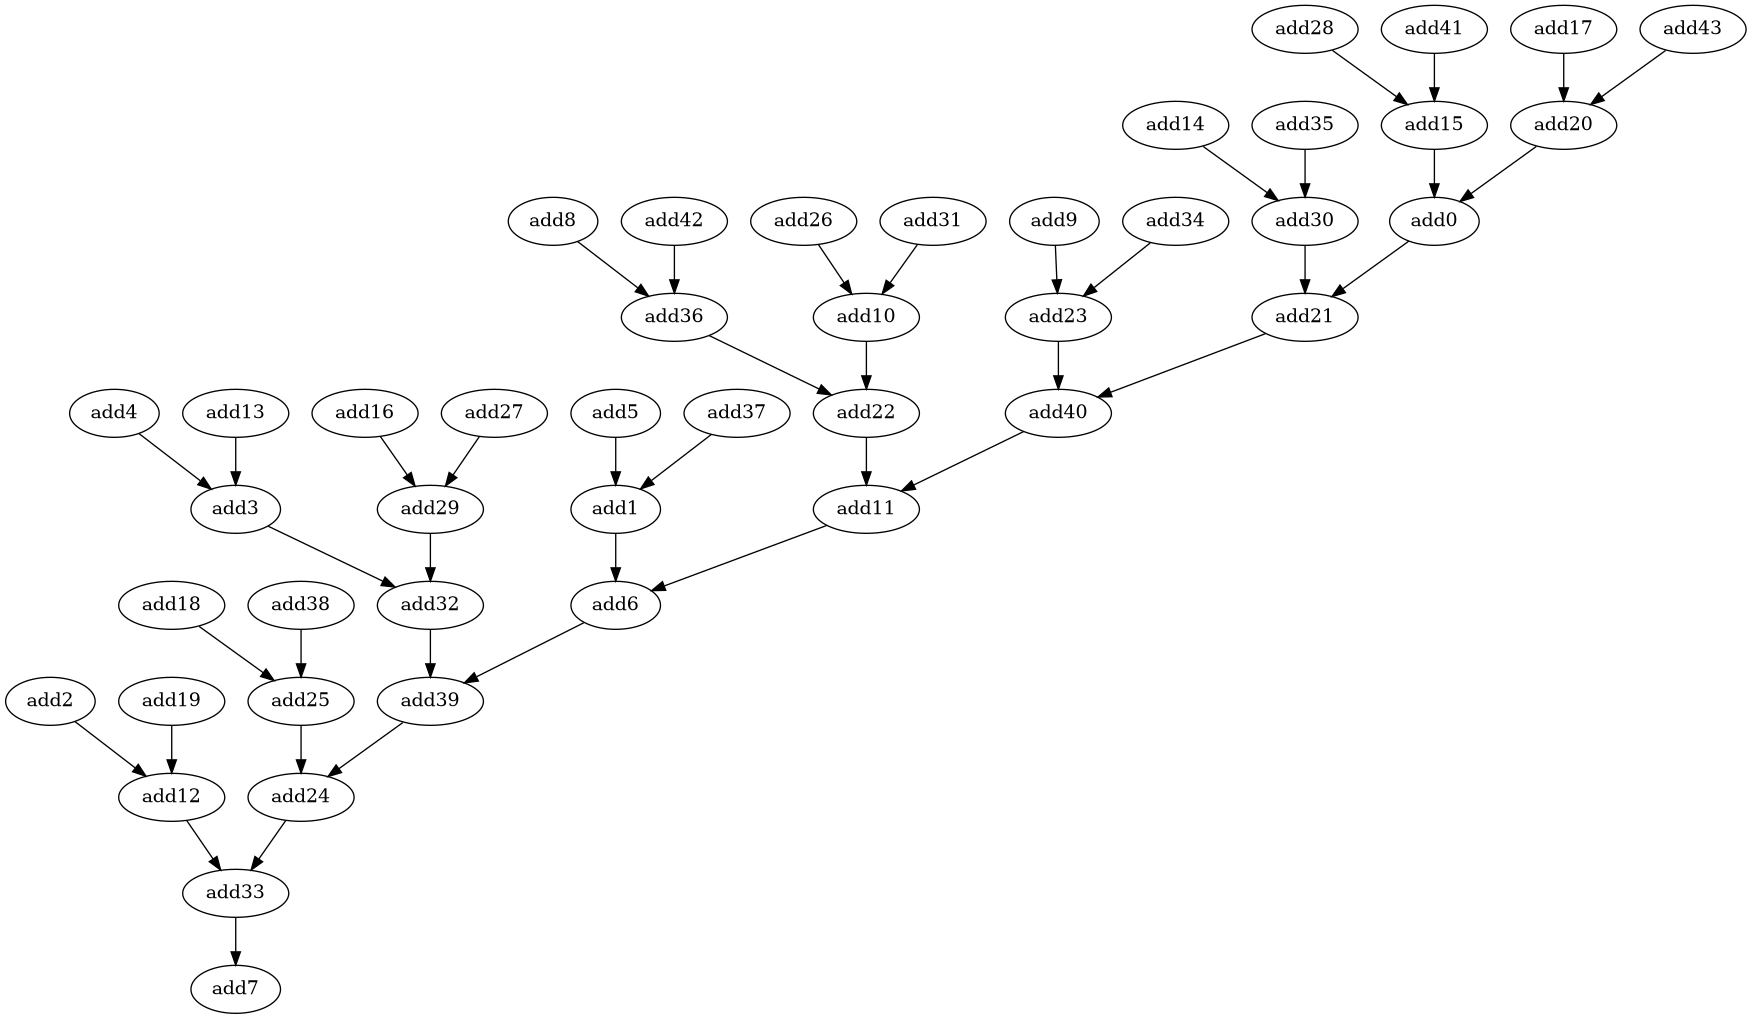 add28 add41 add17 add43
add14 add35 add15 add20
add8 add42 add26 add31 add9 add34 add30 add0
add36 add10 add23 add21
add4 add13 add16 add27 add5 add37 add22 add40
add3 add29 add1 add11
add18 add38 add32 add6
add2 add19 add25 add39
add12 add24
add33
add7